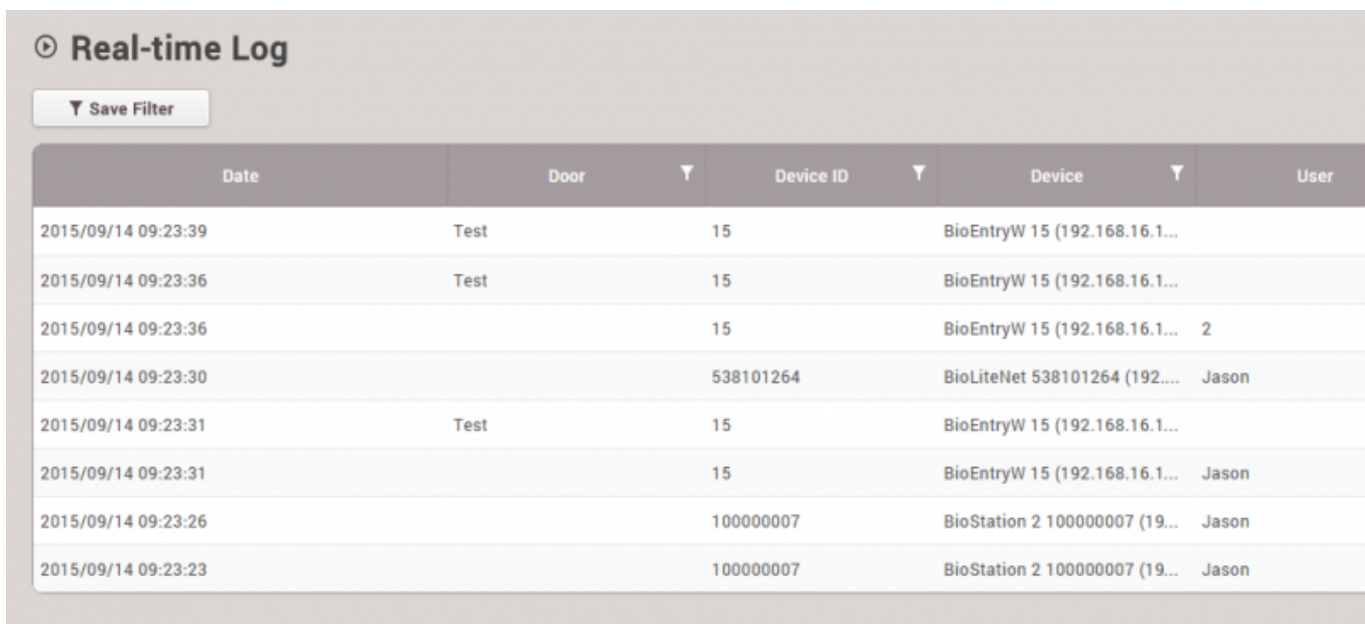 Real-time Log
Save Filter
Date Door Device ID Device User
2015/09/14 09:23:39 Test 15 BioEntryW 15 (192.168.16.1...
2015/09/14 09:23:36 Test 15 BioEntryW 15 (192.168.16.1...
2015/09/14 09:23:36 15 BioEntryW 15 (192.168.16.1... 2
2015/09/14 09:23:30 538101264 BioLiteNet 538101264 (192.... Jason
2015/09/14 09:23:31 Test 15 BioEntryW 15 (192.168.16.1...
2015/09/14 09:23:31 15 BioEntryW 15 (192.168.16.1... Jason
2015/09/14 09:23:26 100000007 BioStation 2 100000007 (19... Jason
2015/09/14 09:23:23 100000007 BioStation 2 100000007 (19... Jason